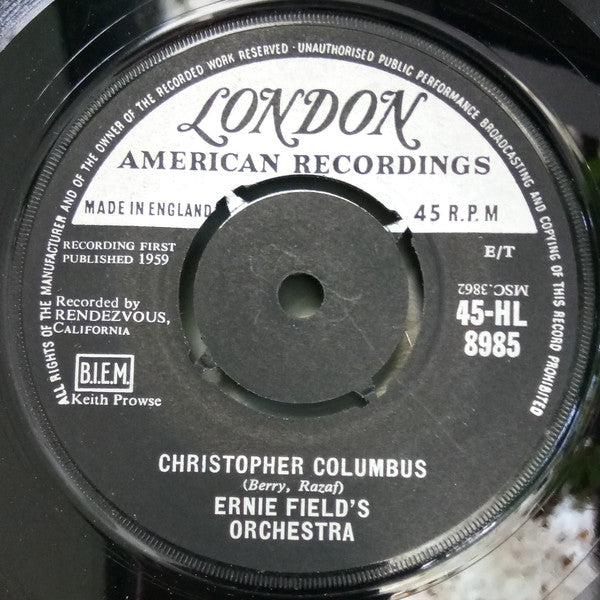 ALL RIGHTS OF THE MANUFACTURER AND OF THE OWNER OF THE RECORDED WORK RESERVED · UNAUTHORISED PUBLIC PERFORMANCE BROADCASTING AND COPYING OF THIS RECORD PROHIBITED
LONDON
AMERICAN RECORDINGS
MADE IN ENGLAND
45 R.P.M
RECORDING FIRST
PUBLISHED 1959
E/T
MSC.3862
Recorded by
RENDEZVOUS,
CALIFORNIA
45-HL
8985
B.I.E.M.
Keith Prowse
CHRISTOPHER COLUMBUS
(Berry, Razaf)
ERNIE FIELD'S
ORCHESTRA